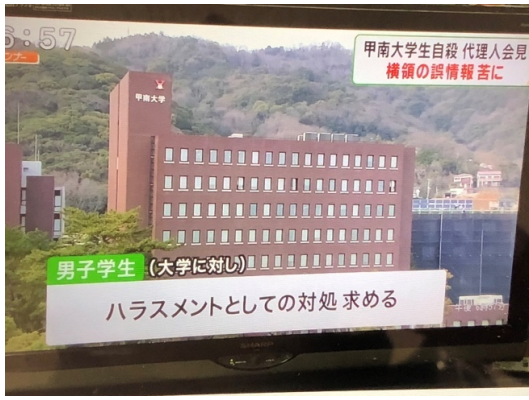 6:57
甲南大学生自殺 代理人会見
横領の誤情報 苦に
甲南大学
男子学生 (大学に対し)
ハラスメントとしての対処 求める
SHARP